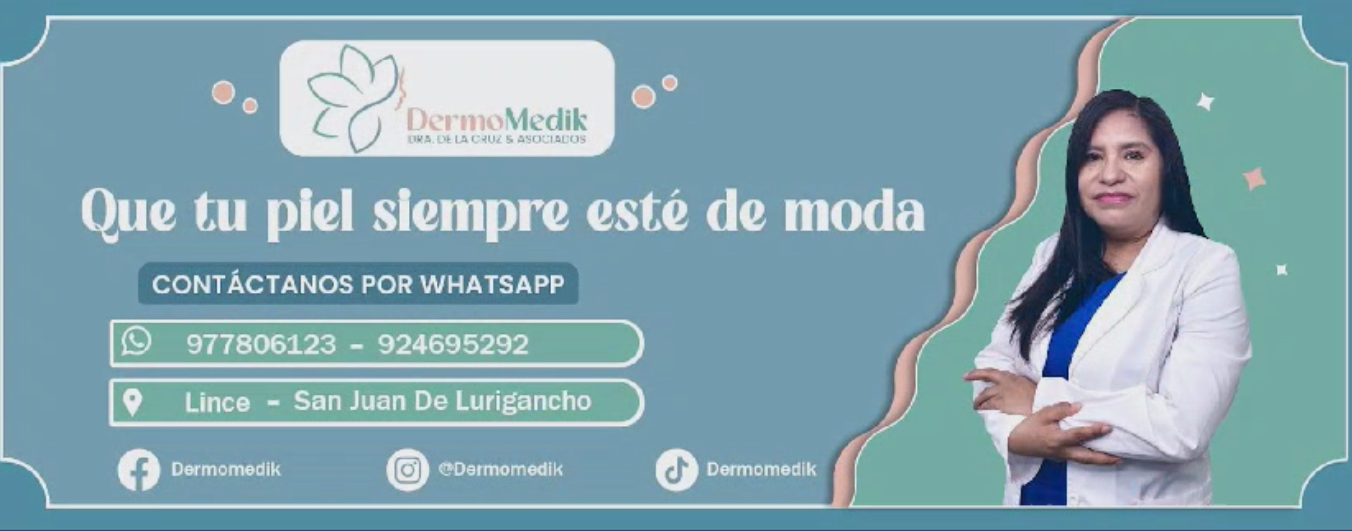 DermoMedik
DRA. DE LA CRUZ & ASOCIADOS
Que tu piel siempre esté de moda
CONTÁCTANOS POR WHATSAPP
977806123 - 924695292
Lince - San Juan De Lurigancho
Dermomedik
@Dermomedik
Dermomedik